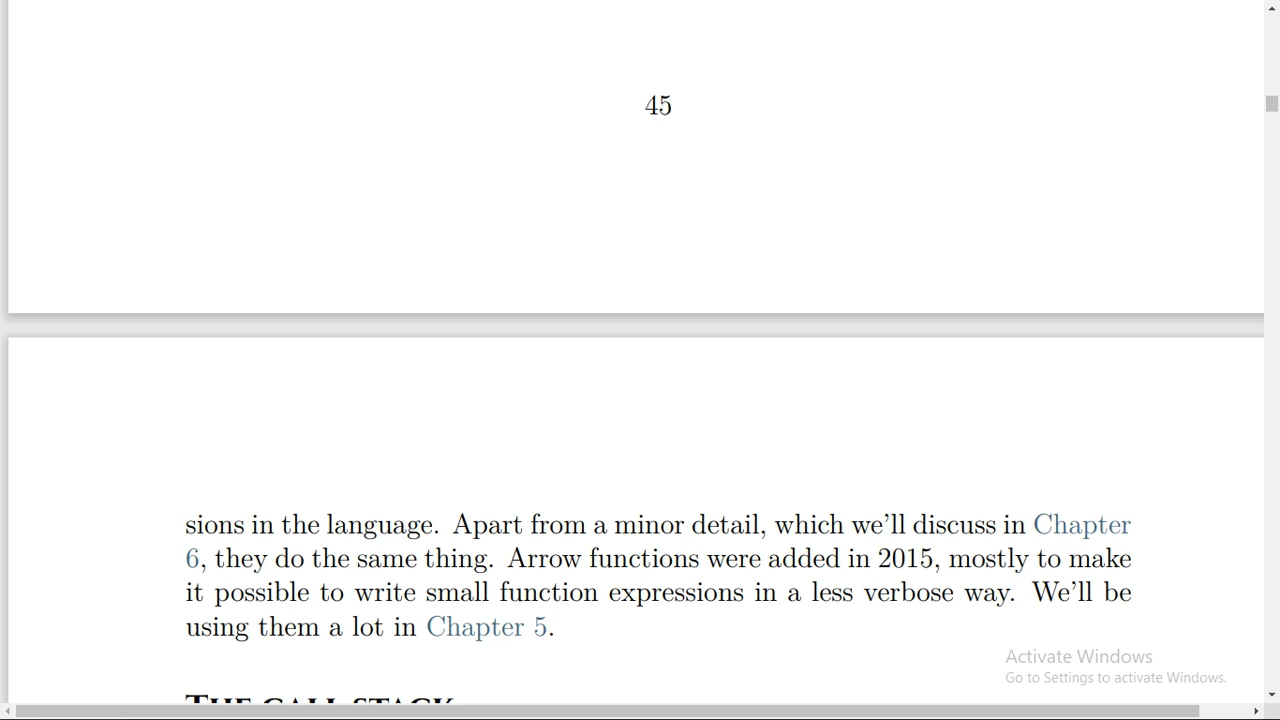 45
sions in the language. Apart from a minor detail, which we'll discuss in Chapter
6, they do the same thing. Arrow functions were added in 2015, mostly to make
it possible to write small function expressions in a less verbose way. We'll be
using them a lot in Chapter 5.
Activate Windows
Go to Settings to activate Windows.
The call stack